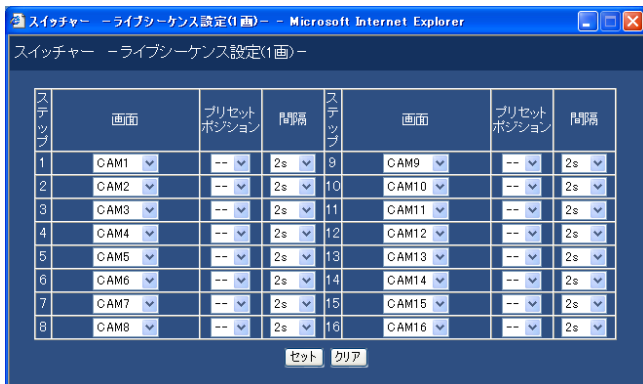 スイッチャー －ライブシーケンス設定(1画)－ - Microsoft Internet Explorer
スイッチャー －ライブシーケンス設定(1画)－
ステップ 画面 プリセットポジション 間隔 ステップ 画面 プリセットポジション 間隔
1 CAM1 -- 2s 9 CAM9 -- 2s
2 CAM2 -- 2s 10 CAM10 -- 2s
3 CAM3 -- 2s 11 CAM11 -- 2s
4 CAM4 -- 2s 12 CAM12 -- 2s
5 CAM5 -- 2s 13 CAM13 -- 2s
6 CAM6 -- 2s 14 CAM14 -- 2s
7 CAM7 -- 2s 15 CAM15 -- 2s
8 CAM8 -- 2s 16 CAM16 -- 2s
セット クリア